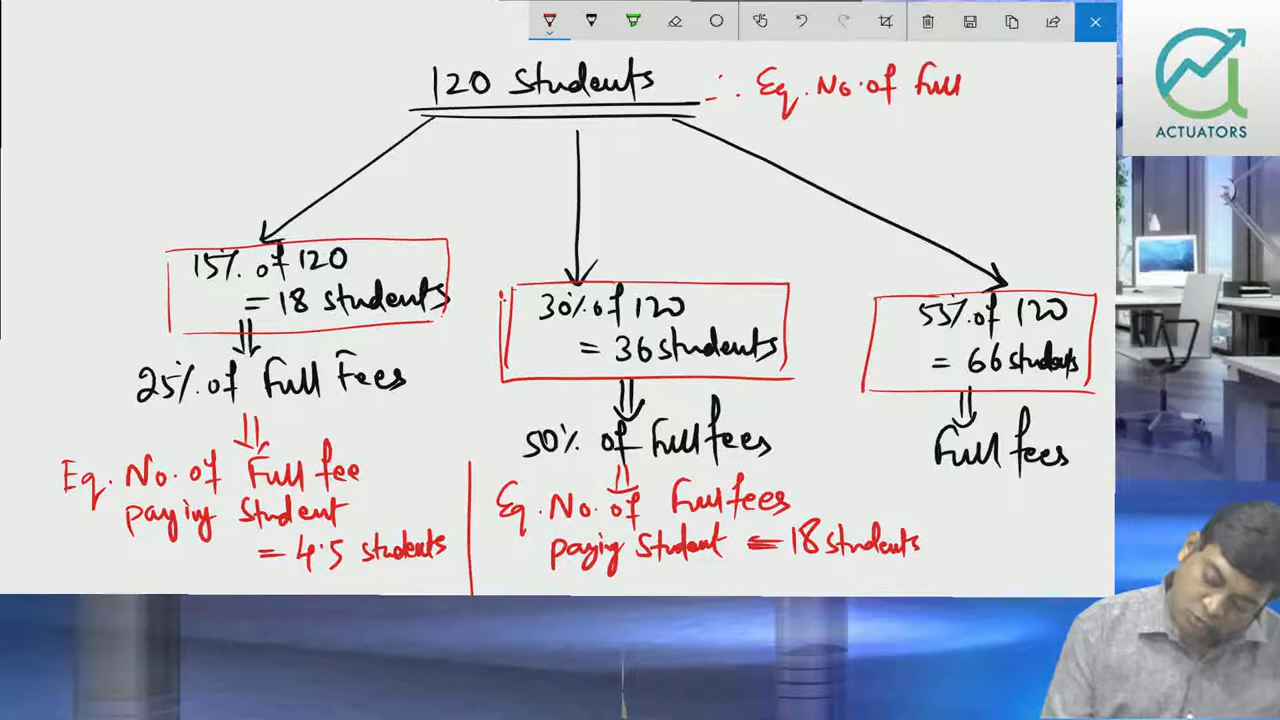 120 Students
∴ Eq. No. of Full
ACTUATORS
15% of 120
= 18 students
25% of Full Fees
Eq. No. of Full fee
paying Student
= 4.5 students
30% of 120
= 36 students
50% of Full fees
Eq. No. of Full fees
paying Student = 18 students
55% of 120
= 66 students
Full fees